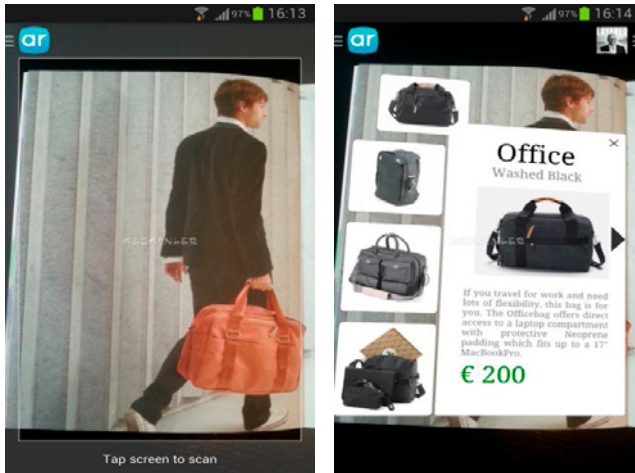 97% 16:13
ar
Tap screen to scan
97% 16:14
ar
Office
Washed Black
If you travel for work and need
lots of flexibility, this bag is for
you. The Officebag offers direct
access to a laptop compartment
with protective Neoprene
padding which fits up to a 17"
MacBookPro.
€ 200